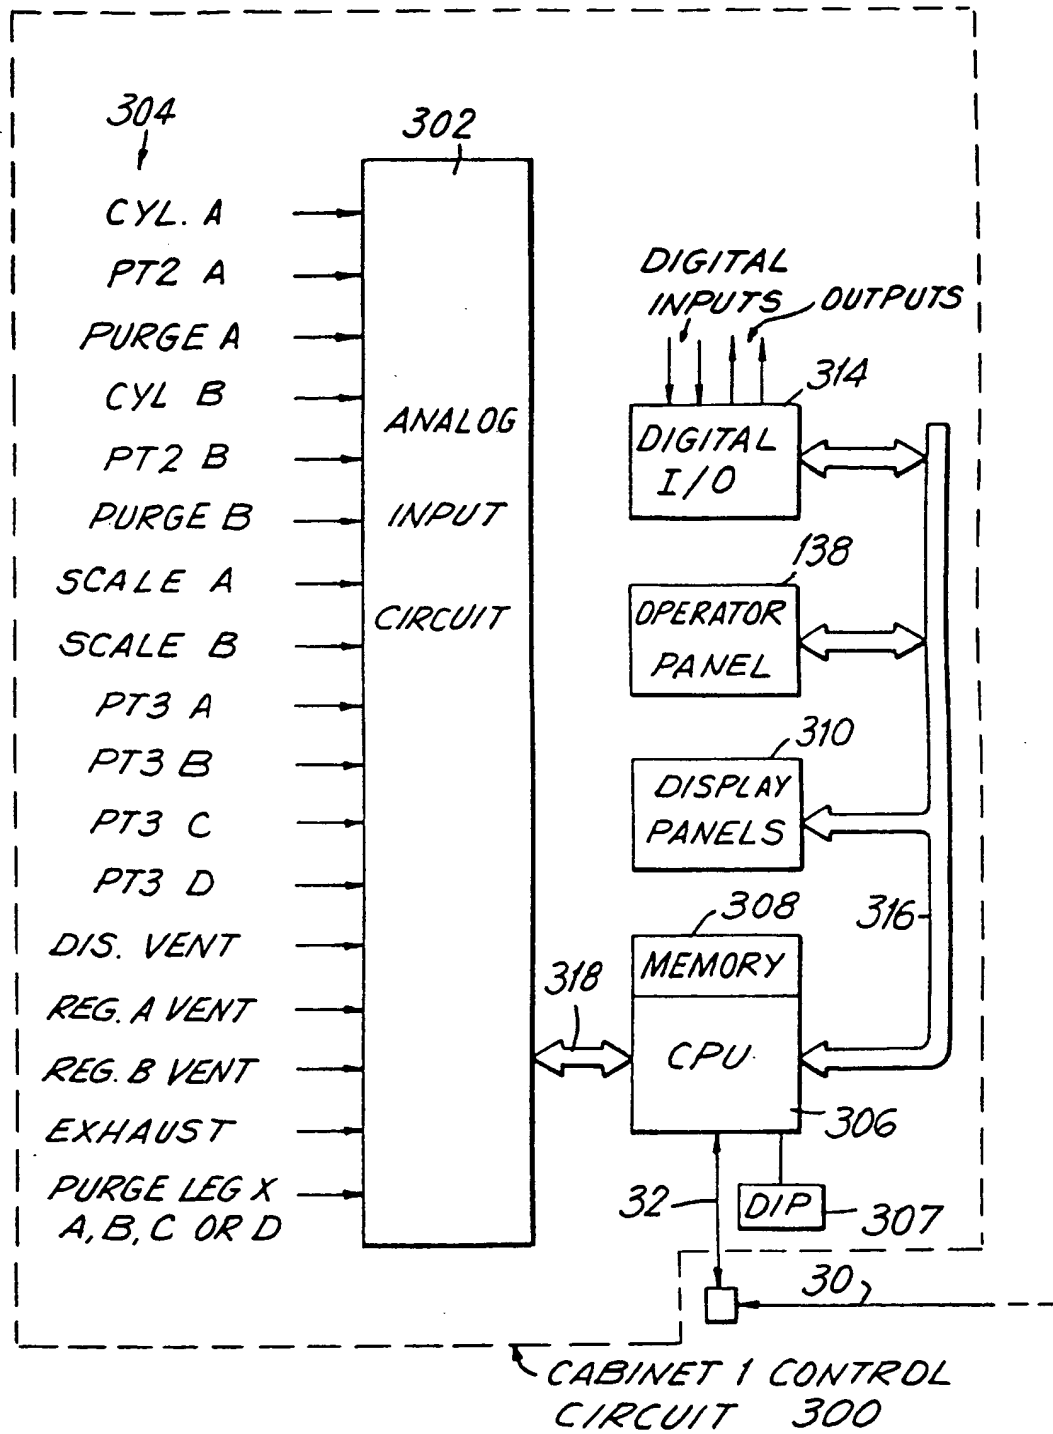 304
302
CYL. A
PT2 A
PURGE A
CYL B
PT2 B
PURGE B
SCALE A
SCALE B
PT3 A
PT3 B
PT3 C
PT3 D
DIS. VENT
REG. A VENT
REG. B VENT
EXHAUST
PURGE LEG X
A, B, C OR D
ANALOG
INPUT
CIRCUIT
DIGITAL
INPUTS
OUTPUTS
314
DIGITAL
I/O
138
OPERATOR
PANEL
310
DISPLAY
PANELS
316
308
MEMORY
318
CPU
306
32
DIP
307
30
CABINET 1 CONTROL
CIRCUIT 300